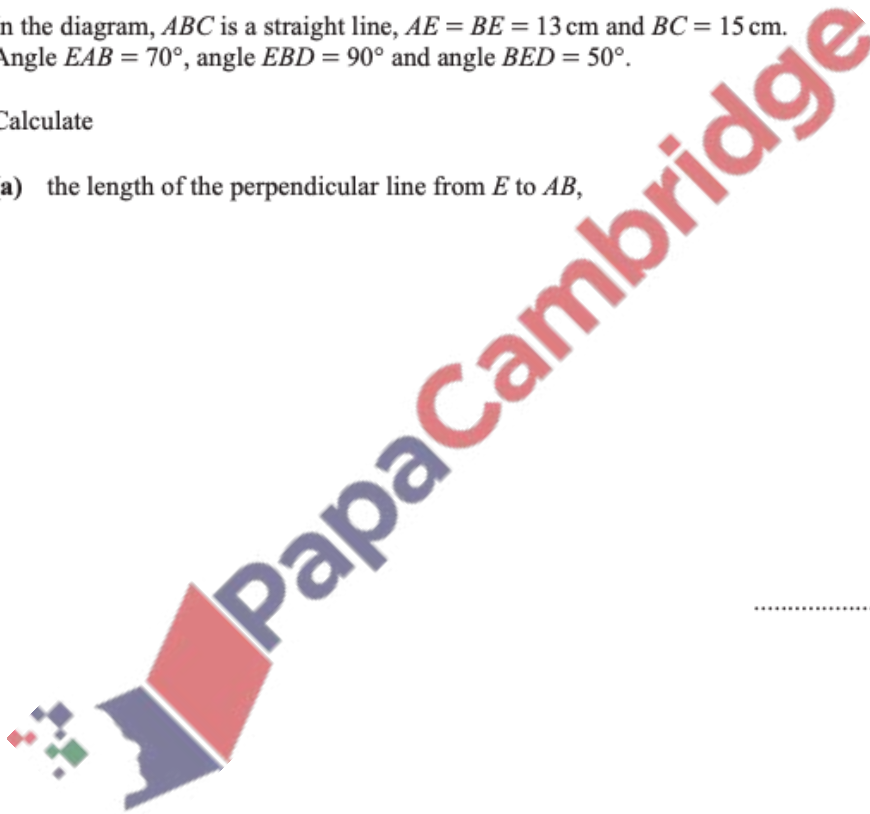 n the diagram, ABC is a straight line, AE = BE = 13 cm and BC = 15 cm.
Angle EAB = 70°, angle EBD = 90° and angle BED = 50°.
Calculate
a) the length of the perpendicular line from E to AB,
PapaCambridge
...................